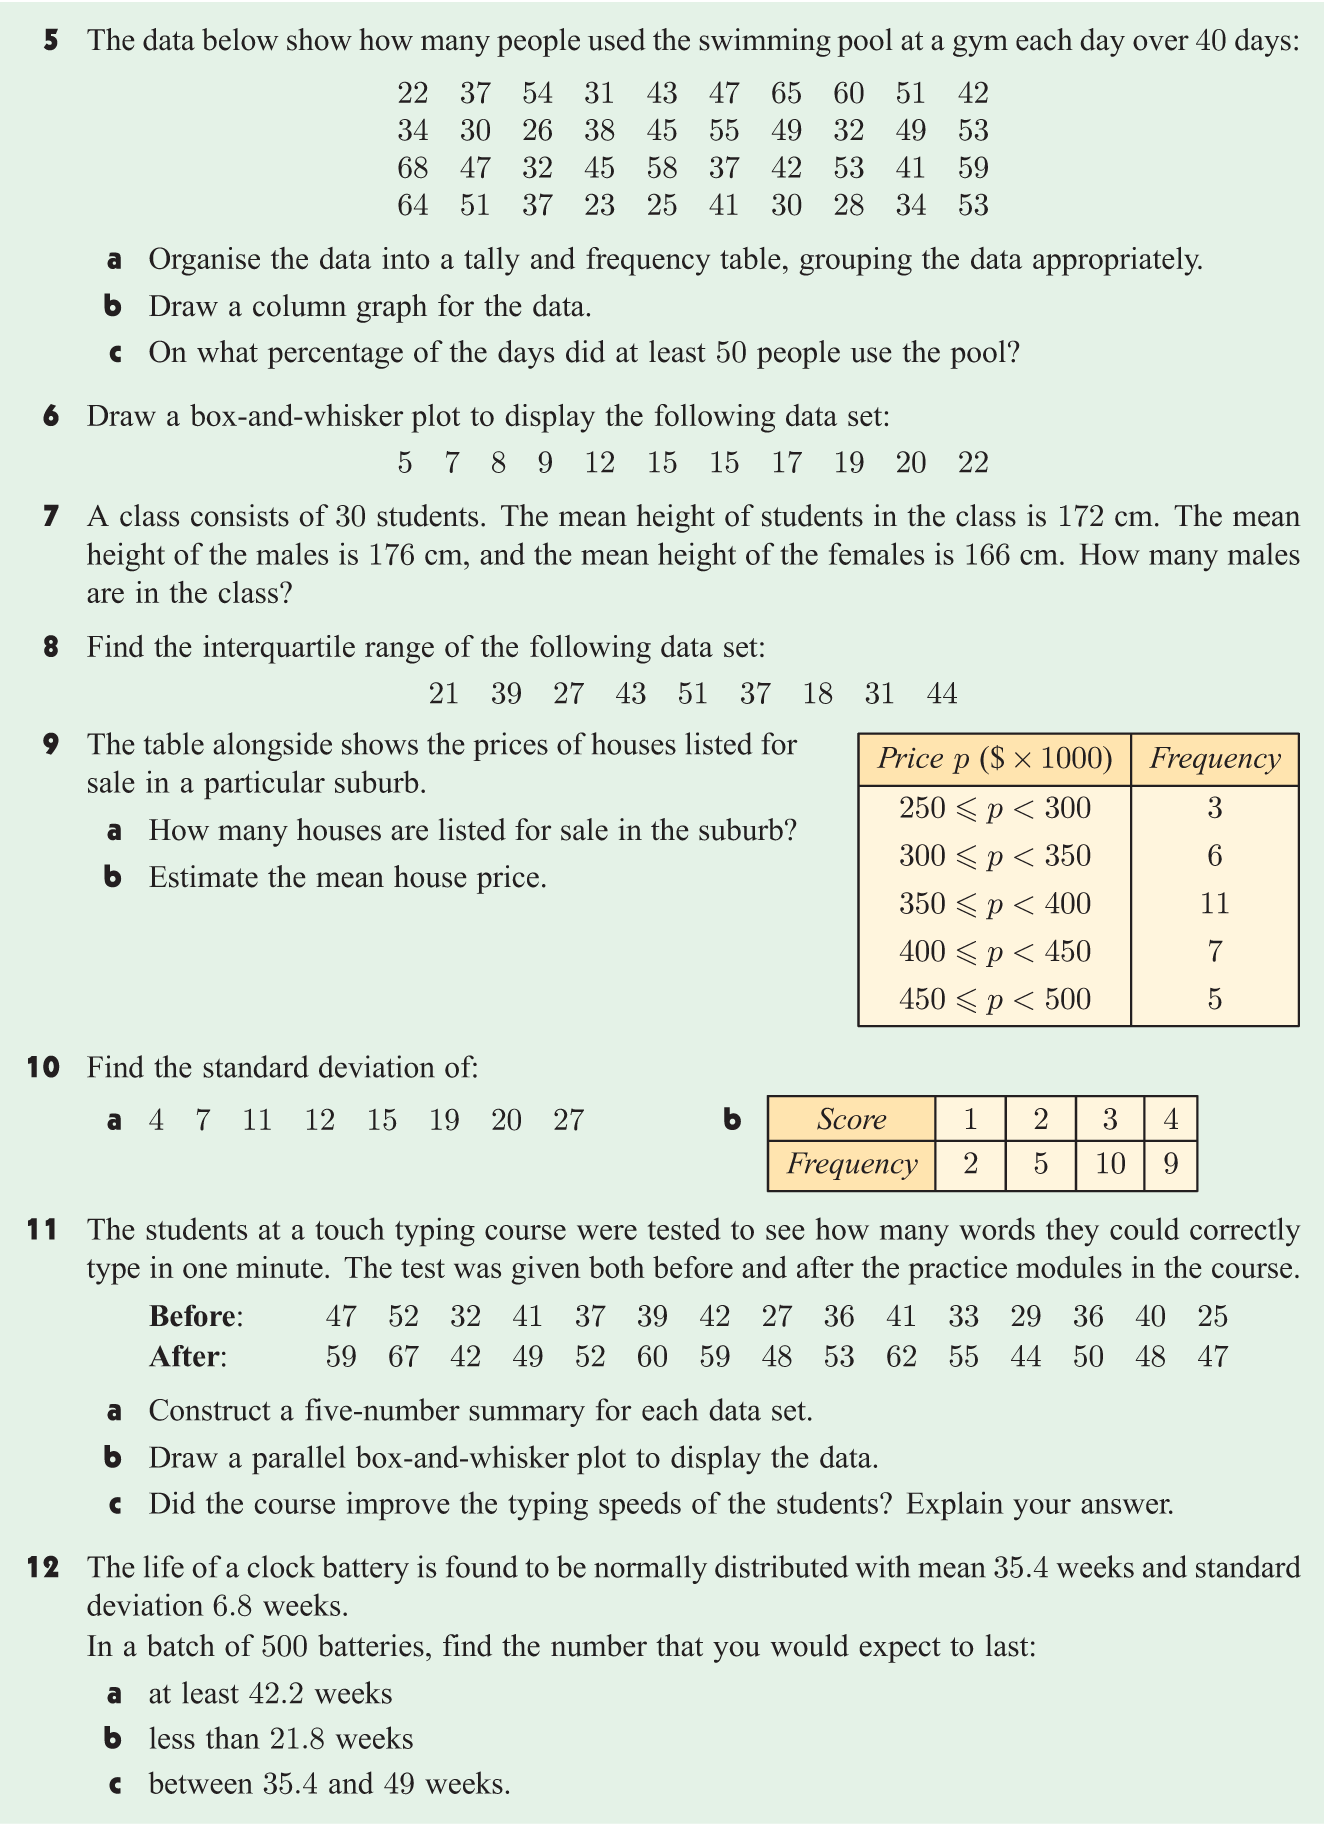 5 The data below show how many people used the swimming pool at a gym each day over 40 days:
22 37 54 31 43 47 65 60 51 42
34 30 26 38 45 55 49 32 49 53
68 47 32 45 58 37 42 53 41 59
64 51 37 23 25 41 30 28 34 53
a Organise the data into a tally and frequency table, grouping the data appropriately.
b Draw a column graph for the data.
c On what percentage of the days did at least 50 people use the pool?
6 Draw a box-and-whisker plot to display the following data set:
5 7 8 9 12 15 15 17 19 20 22
7 A class consists of 30 students. The mean height of students in the class is 172 cm. The mean
height of the males is 176 cm, and the mean height of the females is 166 cm. How many males
are in the class?
8 Find the interquartile range of the following data set:
21 39 27 43 51 37 18 31 44
9 The table alongside shows the prices of houses listed for
sale in a particular suburb.
a How many houses are listed for sale in the suburb?
b Estimate the mean house price.
Price p ($ × 1000) Frequency
250 ⩽ p < 300 3
300 ⩽ p < 350 6
350 ⩽ p < 400 11
400 ⩽ p < 450 7
450 ⩽ p < 500 5
10 Find the standard deviation of:
a 4 7 11 12 15 19 20 27
b Score 1 2 3 4
Frequency 2 5 10 9
11 The students at a touch typing course were tested to see how many words they could correctly
type in one minute. The test was given both before and after the practice modules in the course.
Before: 47 52 32 41 37 39 42 27 36 41 33 29 36 40 25
After: 59 67 42 49 52 60 59 48 53 62 55 44 50 48 47
a Construct a five-number summary for each data set.
b Draw a parallel box-and-whisker plot to display the data.
c Did the course improve the typing speeds of the students? Explain your answer.
12 The life of a clock battery is found to be normally distributed with mean 35.4 weeks and standard
deviation 6.8 weeks.
In a batch of 500 batteries, find the number that you would expect to last:
a at least 42.2 weeks
b less than 21.8 weeks
c between 35.4 and 49 weeks.